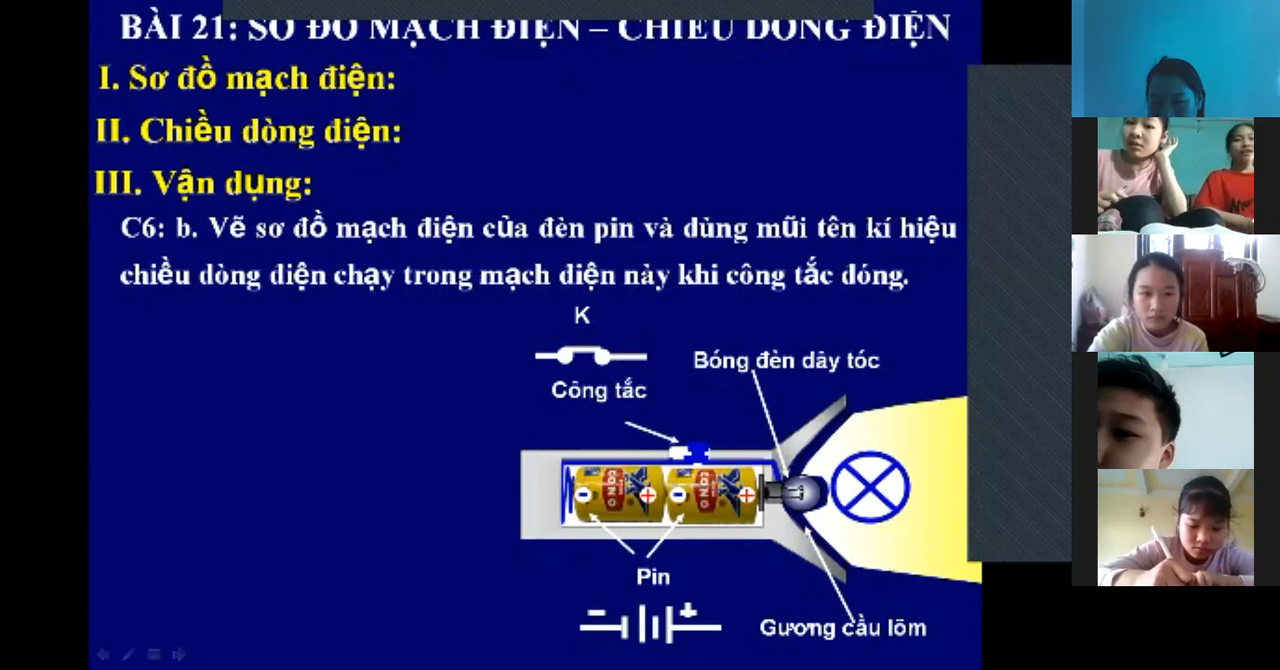 BÀI 21: SƠ ĐỒ MẠCH ĐIỆN – CHIỀU DÒNG ĐIỆN
I. Sơ đồ mạch điện:
II. Chiều dòng điện:
III. Vận dụng:
C6: b. Vẽ sơ đồ mạch điện của đèn pin và dùng mũi tên kí hiệu
chiều dòng điện chạy trong mạch điện này khi công tắc đóng.
K
Bóng đèn dây tóc
Công tắc
- + - +
Pin
- +
Gương cầu lõm